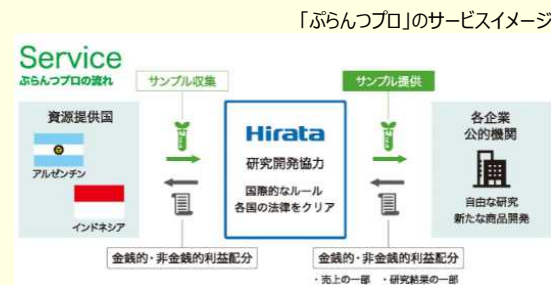 「ぷらんつプロ」のサービスイメージ
Service
ぷらんつプロの流れ
サンプル収集
サンプル提供
資源提供国
アルゼンチン
インドネシア
Hirata
研究開発協力
国際的なルール
各国の法律をクリア
各企業
公的機関
自由な研究
新たな商品開発
金銭的・非金銭的利益配分
金銭的・非金銭的利益配分
・売上の一部 ・研究結果の一部